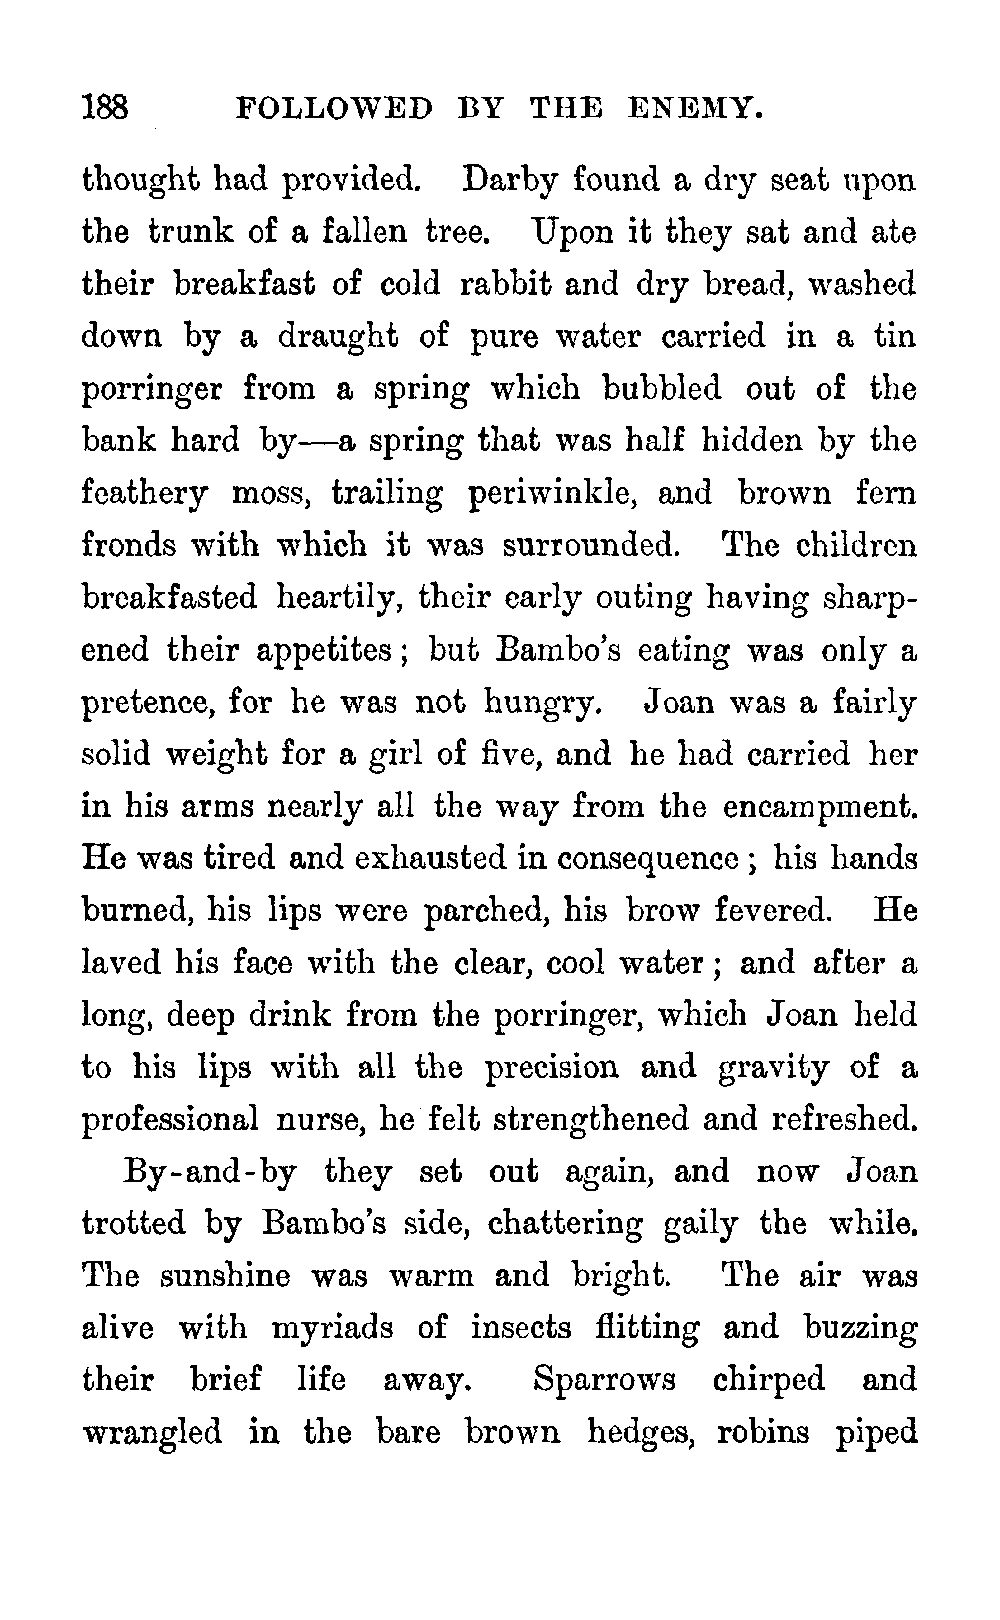 188 FOLLOWED BY THE ENEMY.
thought had provided. Darby found a dry seat upon
the trunk of a fallen tree. Upon it they sat and ate
their breakfast of cold rabbit and dry bread, washed
down by a draught of pure water carried in a tin
porringer from a spring which bubbled out of the
bank hard by—a spring that was half hidden by the
feathery moss, trailing periwinkle, and brown fern
fronds with which it was surrounded. The children
breakfasted heartily, their early outing having sharp-
ened their appetites; but Bambo's eating was only a
pretence, for he was not hungry. Joan was a fairly
solid weight for a girl of five, and he had carried her
in his arms nearly all the way from the encampment.
He was tired and exhausted in consequence; his hands
burned, his lips were parched, his brow fevered. He
laved his face with the clear, cool water; and after a
long, deep drink from the porringer, which Joan held
to his lips with all the precision and gravity of a
professional nurse, he felt strengthened and refreshed.
By-and-by they set out again, and now Joan
trotted by Bambo's side, chattering gaily the while.
The sunshine was warm and bright. The air was
alive with myriads of insects flitting and buzzing
their brief life away. Sparrows chirped and
wrangled in the bare brown hedges, robins piped